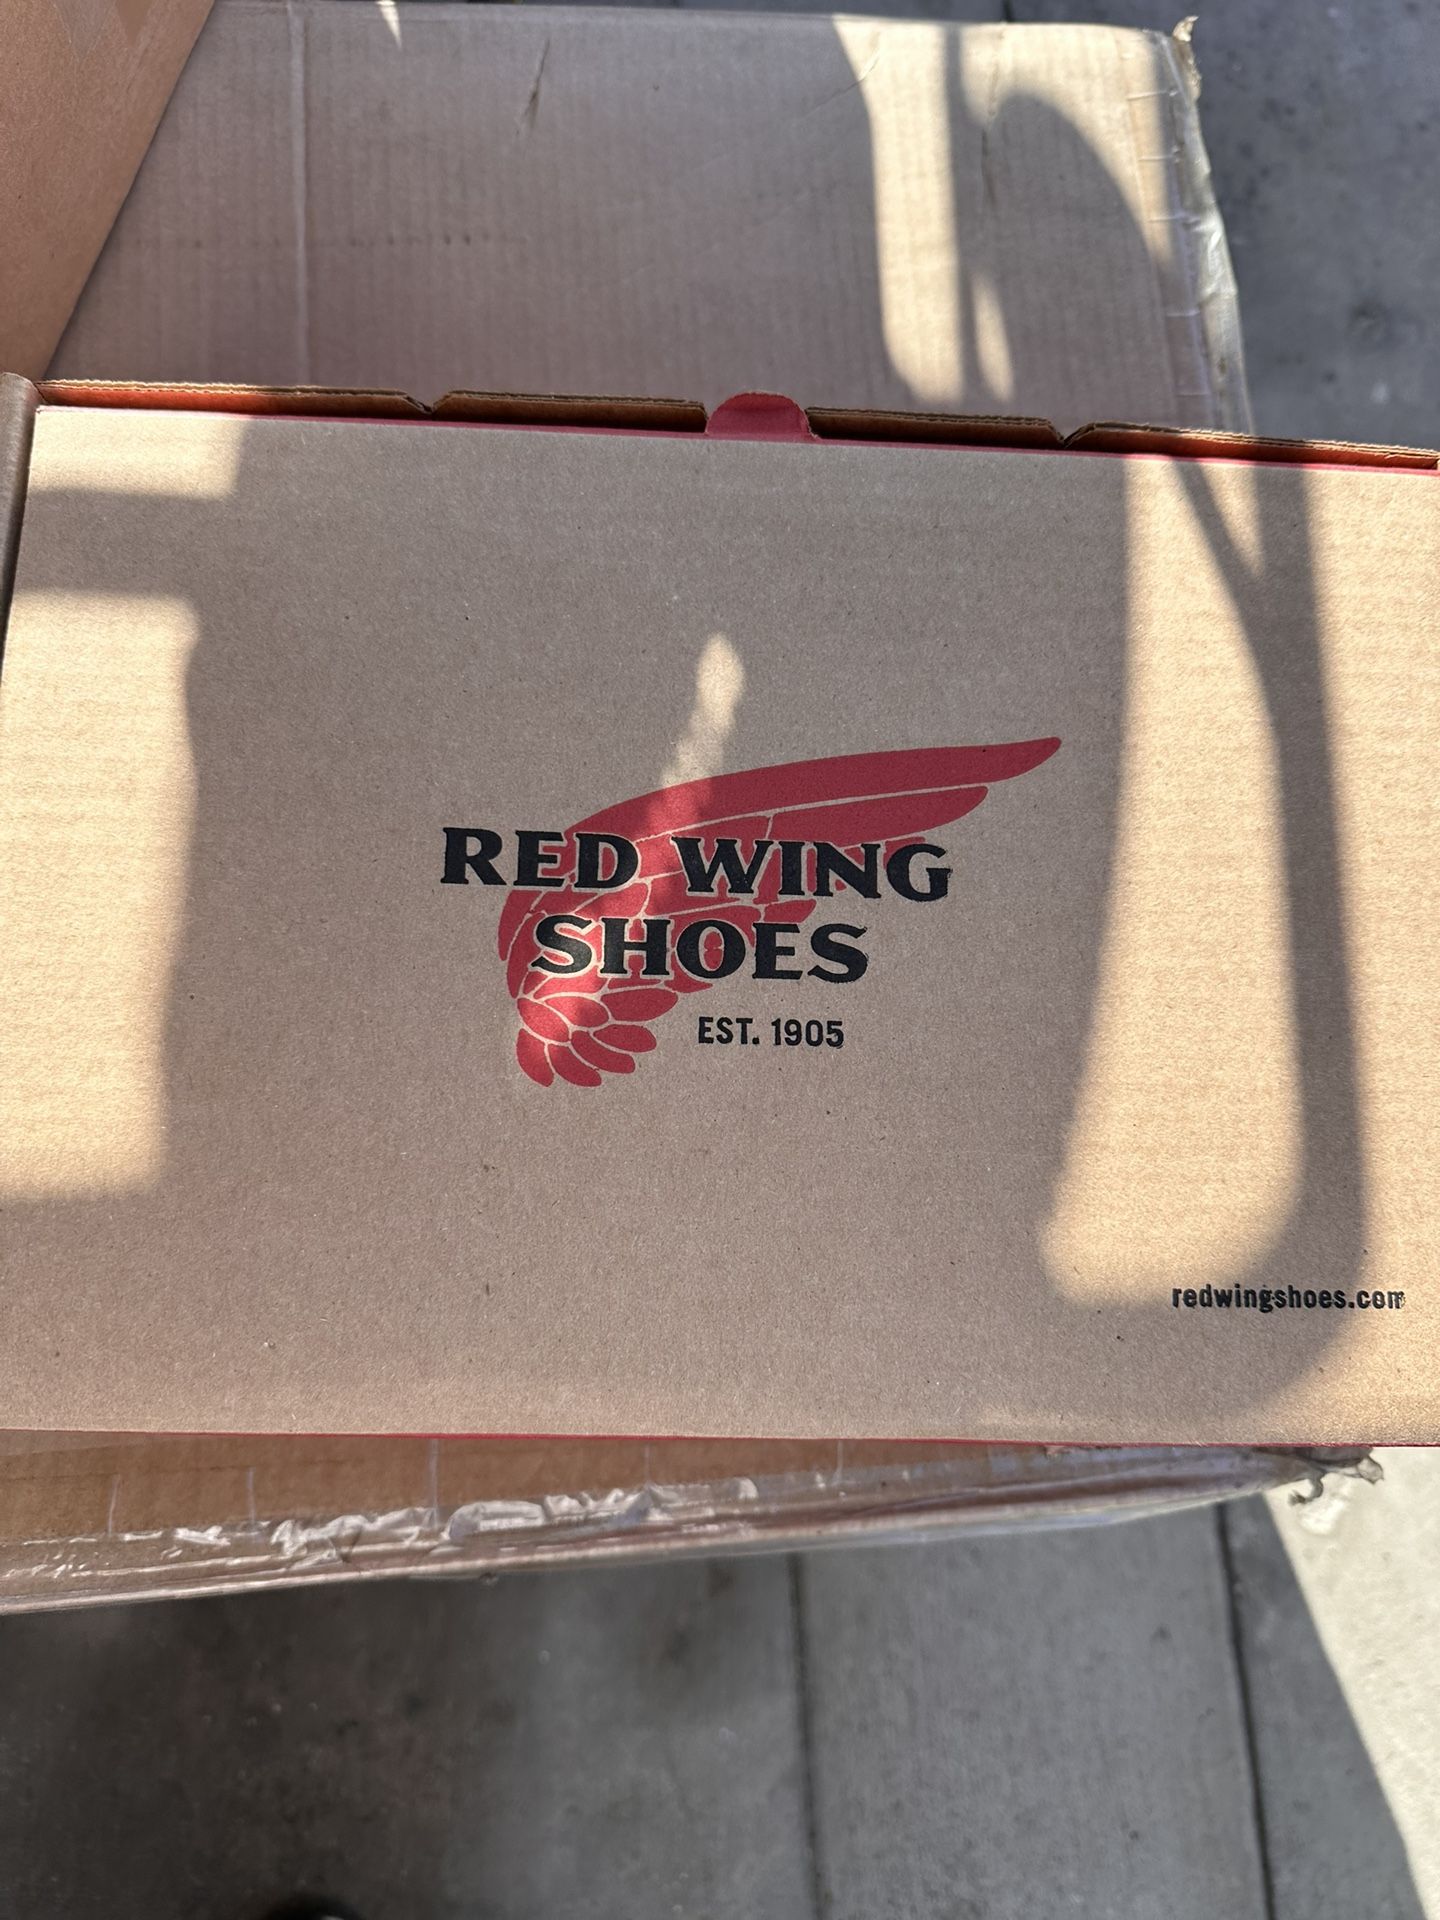 RED WING
SHOES
EST. 1905
redwingshoes.com